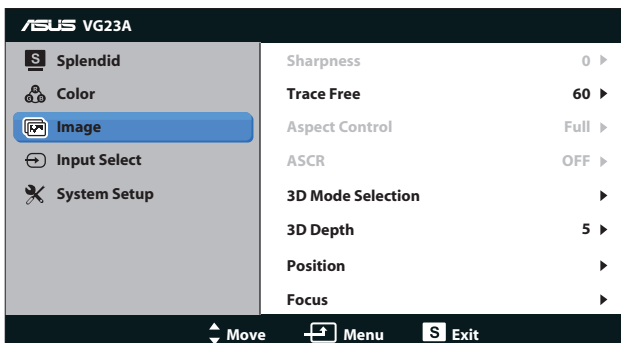 ASUS VG23A
S Splendid
Color
Image
Input Select
System Setup
Sharpness 0
Trace Free 60
Aspect Control Full
ASCR OFF
3D Mode Selection
3D Depth 5
Position
Focus
Move Menu S Exit